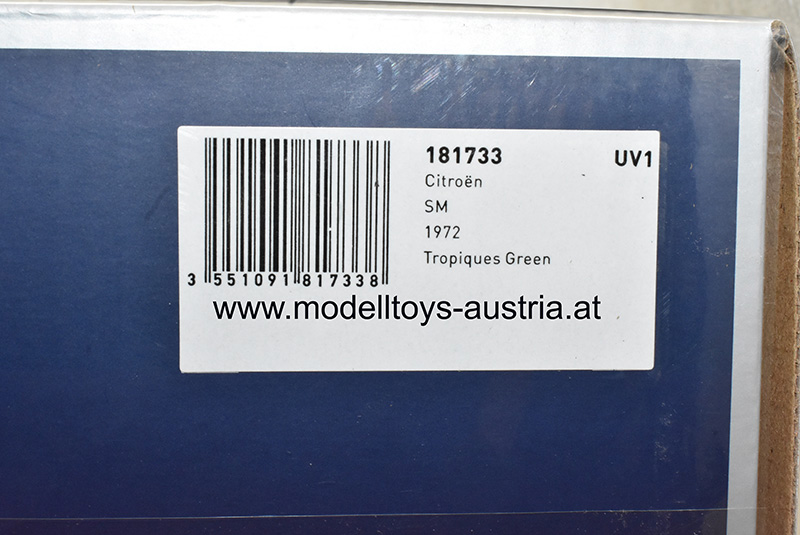 181733 UV1
Citroën
SM
1972
Tropiques Green
3 551091 817338
www.modelltoys-austria.at